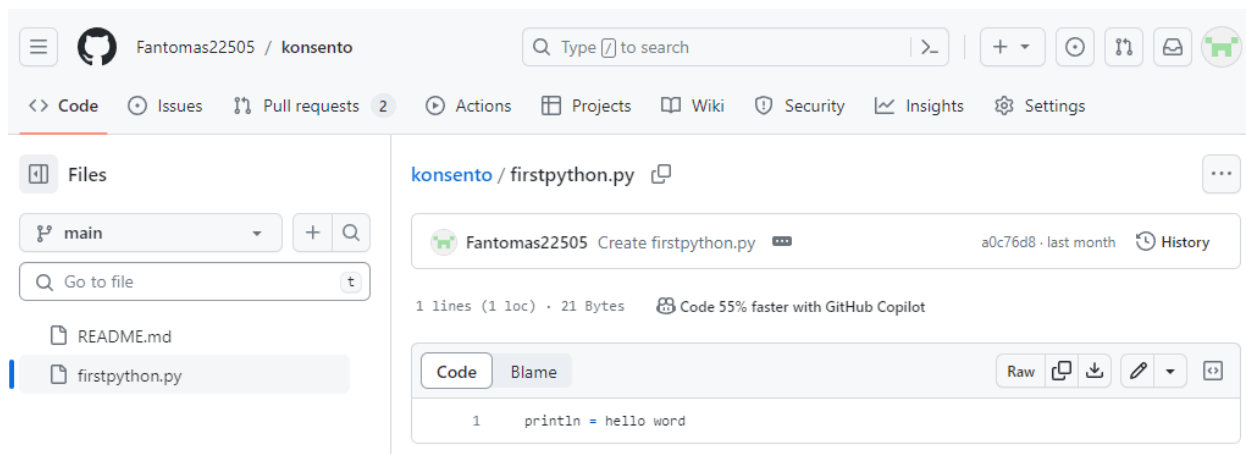 Fantomas22505 / konsento
Type / to search
Code Issues Pull requests 2 Actions Projects Wiki Security Insights Settings
Files
main
Go to file t
README.md
firstpython.py
konsento / firstpython.py
Fantomas22505 Create firstpython.py a0c76d8 · last month History
1 lines (1 loc) · 21 Bytes Code 55% faster with GitHub Copilot
Code Blame Raw
1 println = hello word